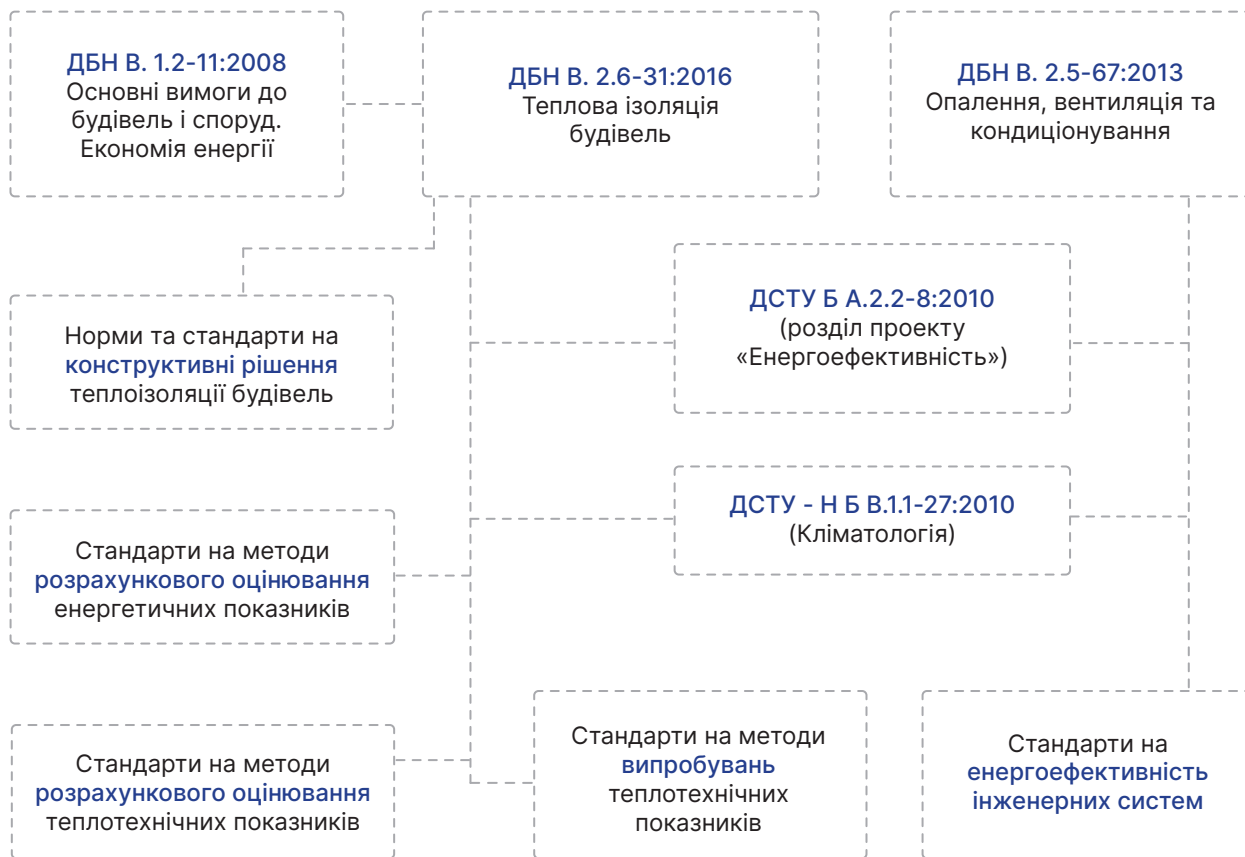 ДБН В. 1.2-11:2008
Основні вимоги до
будівель і споруд.
Економія енергії
ДБН В. 2.6-31:2016
Теплова ізоляція
будівель
ДБН В. 2.5-67:2013
Опалення, вентиляція та
кондиціонування
ДСТУ Б А.2.2-8:2010
(розділ проекту
«Енергоефективність»)
Норми та стандарти на
конструктивні рішення
теплоізоляції будівель
ДСТУ - Н Б В.1.1-27:2010
(Кліматологія)
Стандарти на методи
розрахункового оцінювання
енергетичних показників
Стандарти на методи
розрахункового оцінювання
теплотехнічних показників
Стандарти на методи
випробувань
теплотехнічних
показників
Стандарти на
енергоефективність
інженерних систем